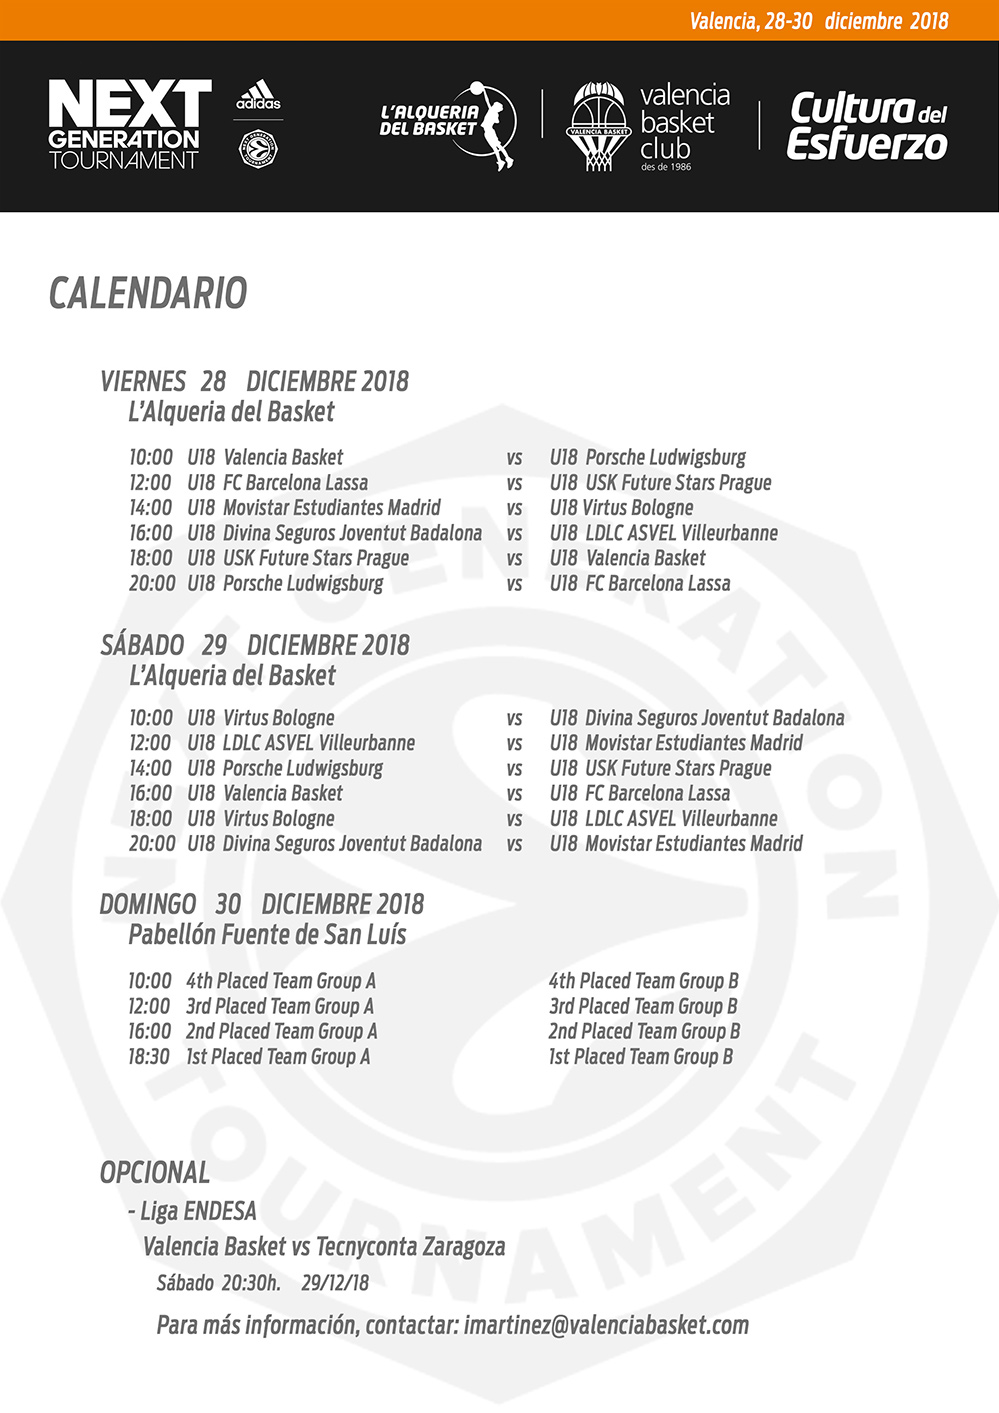 Valencia, 28-30 diciembre 2018
NEXT
GENERATION
TOURNAMENT
adidas
NEXT GENERATION
TOURNAMENT
L'ALQUERIA
DEL BASKET
VALENCIA BASKET
valencia
basket
club
des de 1986
Cultura del
Esfuerzo
CALENDARIO
VIERNES 28 DICIEMBRE 2018
L'Alqueria del Basket
10:00 U18 Valencia Basket vs U18 Porsche Ludwigsburg
12:00 U18 FC Barcelona Lassa vs U18 USK Future Stars Prague
14:00 U18 Movistar Estudiantes Madrid vs U18 Virtus Bologne
16:00 U18 Divina Seguros Joventut Badalona vs U18 LDLC ASVEL Villeurbanne
18:00 U18 USK Future Stars Prague vs U18 Valencia Basket
20:00 U18 Porsche Ludwigsburg vs U18 FC Barcelona Lassa
SÁBADO 29 DICIEMBRE 2018
L'Alqueria del Basket
10:00 U18 Virtus Bologne vs U18 Divina Seguros Joventut Badalona
12:00 U18 LDLC ASVEL Villeurbanne vs U18 Movistar Estudiantes Madrid
14:00 U18 Porsche Ludwigsburg vs U18 USK Future Stars Prague
16:00 U18 Valencia Basket vs U18 FC Barcelona Lassa
18:00 U18 Virtus Bologne vs U18 LDLC ASVEL Villeurbanne
20:00 U18 Divina Seguros Joventut Badalona vs U18 Movistar Estudiantes Madrid
DOMINGO 30 DICIEMBRE 2018
Pabellón Fuente de San Luís
10:00 4th Placed Team Group A 4th Placed Team Group B
12:00 3rd Placed Team Group A 3rd Placed Team Group B
16:00 2nd Placed Team Group A 2nd Placed Team Group B
18:30 1st Placed Team Group A 1st Placed Team Group B
OPCIONAL
- Liga ENDESA
Valencia Basket vs Tecnyconta Zaragoza
Sábado 20:30h. 29/12/18
Para más información, contactar: imartinez@valenciabasket.com
NEXT GENERATION
TOURNAMENT